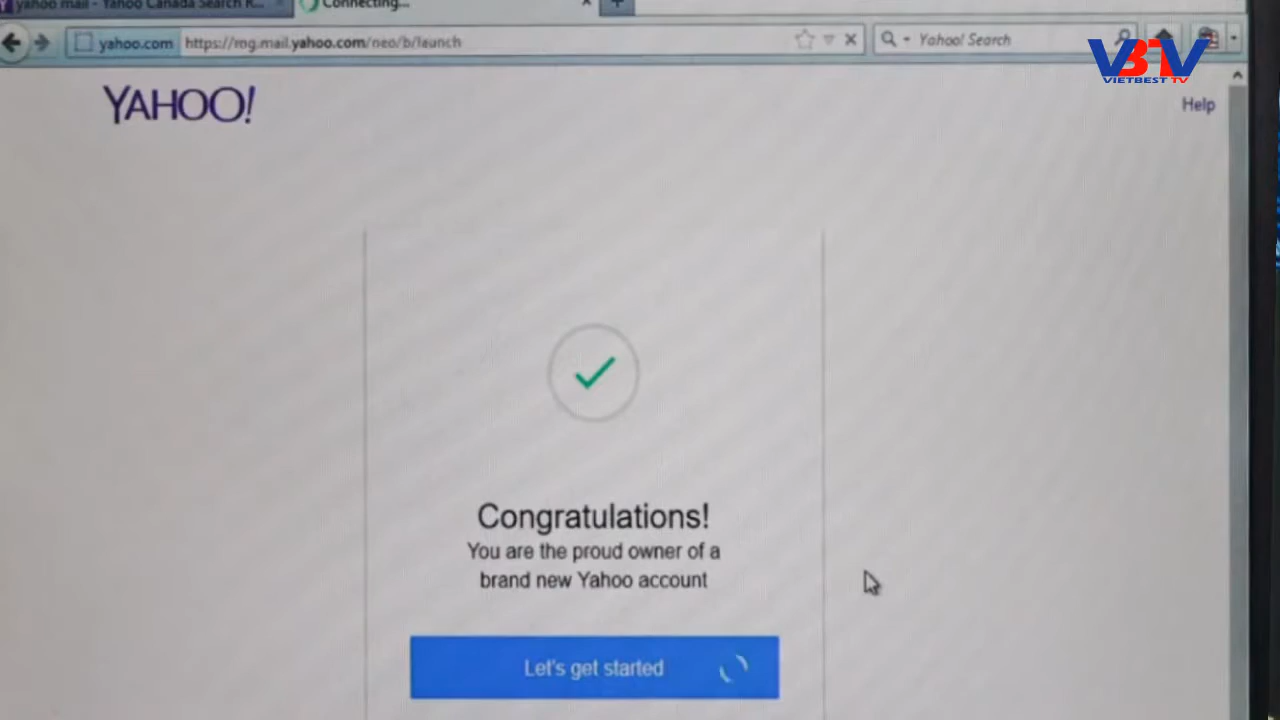 yahoo mail - Yahoo Canada Search R...
Connecting...
yahoo.com
https://rog.mail.yahoo.com/neo/b/launch
Yahoo! Search
VBTV
VIETBEST TV
YAHOO!
Help
Congratulations!
You are the proud owner of a
brand new Yahoo account
Let's get started